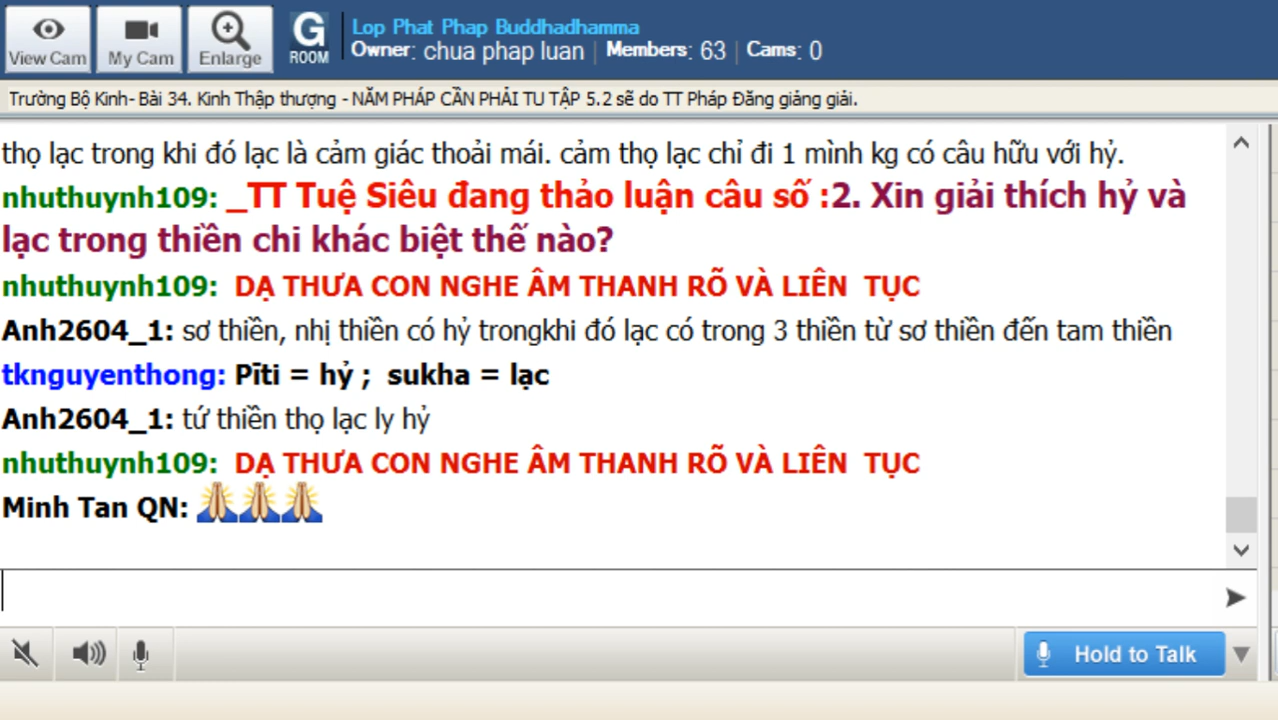 View Cam
My Cam
Enlarge
G
ROOM
Lop Phat Phap Buddhadhamma
Owner: chua phap luan | Members: 63 | Cams: 0
Trường Bộ Kinh- Bài 34. Kinh Thập thượng - NĂM PHÁP CẦN PHẢI TU TẬP 5.2 sẽ do TT Pháp Đăng giảng giải.
thọ lạc trong khi đó lạc là cảm giác thoải mái. cảm thọ lạc chỉ đi 1 mình kg có câu hữu với hỷ.
nhuthuynh109: _TT Tuệ Siêu đang thảo luận câu số :2. Xin giải thích hỷ và
lạc trong thiền chi khác biệt thế nào?
nhuthuynh109: DẠ THƯA CON NGHE ÂM THANH RÕ VÀ LIÊN TỤC
Anh2604_1: sơ thiền, nhị thiền có hỷ trongkhi đó lạc có trong 3 thiền từ sơ thiền đến tam thiền
tknguyenthong: Pīti = hỷ ; sukha = lạc
Anh2604_1: tứ thiền thọ lạc ly hỷ
nhuthuynh109: DẠ THƯA CON NGHE ÂM THANH RÕ VÀ LIÊN TỤC
Minh Tan QN: 🙏🙏🙏
Hold to Talk